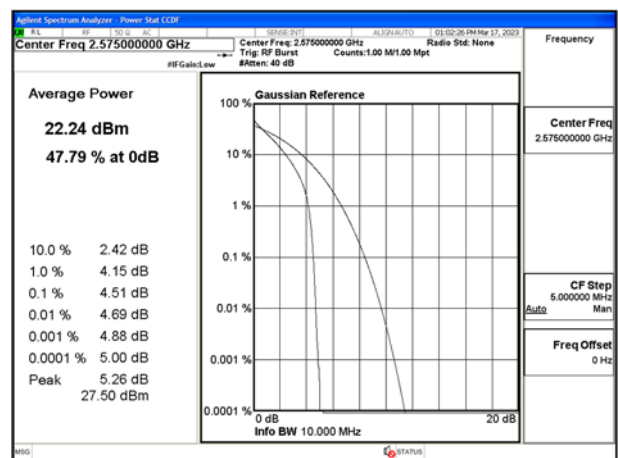 Agilent Spectrum Analyzer - Power Stat CCDF
RL RF 50 Ω AC SENSE:INT ALIGNAUTO 01:02:26 PM Mar 17, 2023
Center Freq 2.575000000 GHz
Center Freq: 2.575000000 GHz Radio Std: None
Trig: RF Burst Counts:1.00 M/1.00 Mpt
#IFGain:Low #Atten: 40 dB
Frequency
Average Power
22.24 dBm
47.79 % at 0dB
10.0 % 2.42 dB
1.0 % 4.15 dB
0.1 % 4.51 dB
0.01 % 4.69 dB
0.001 % 4.88 dB
0.0001 % 5.00 dB
Peak 5.26 dB
27.50 dBm
Gaussian Reference
100 %
10 %
1 %
0.1 %
0.01 %
0.001 %
0.0001 %
0 dB 20 dB
Info BW 10.000 MHz
Center Freq
2.575000000 GHz
CF Step
5.000000 MHz
Auto Man
Freq Offset
0 Hz
MSG STATUS